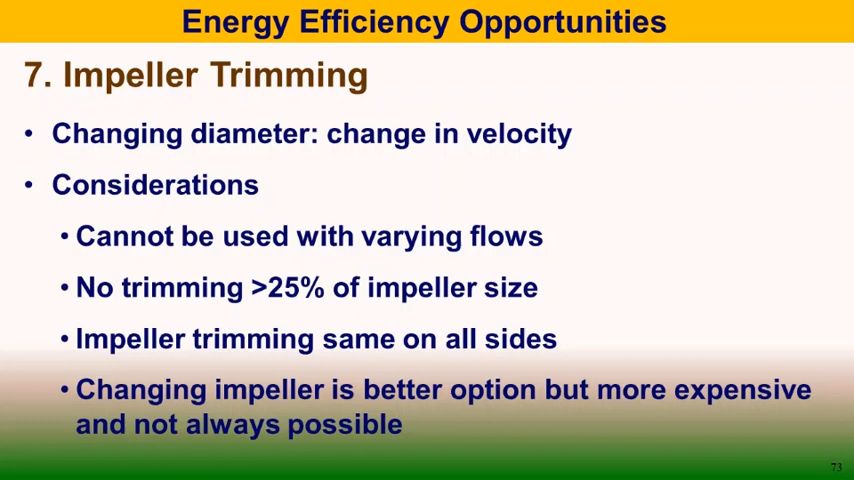 Energy Efficiency Opportunities
7. Impeller Trimming
• Changing diameter: change in velocity
• Considerations
• Cannot be used with varying flows
• No trimming >25% of impeller size
• Impeller trimming same on all sides
• Changing impeller is better option but more expensive
and not always possible
73